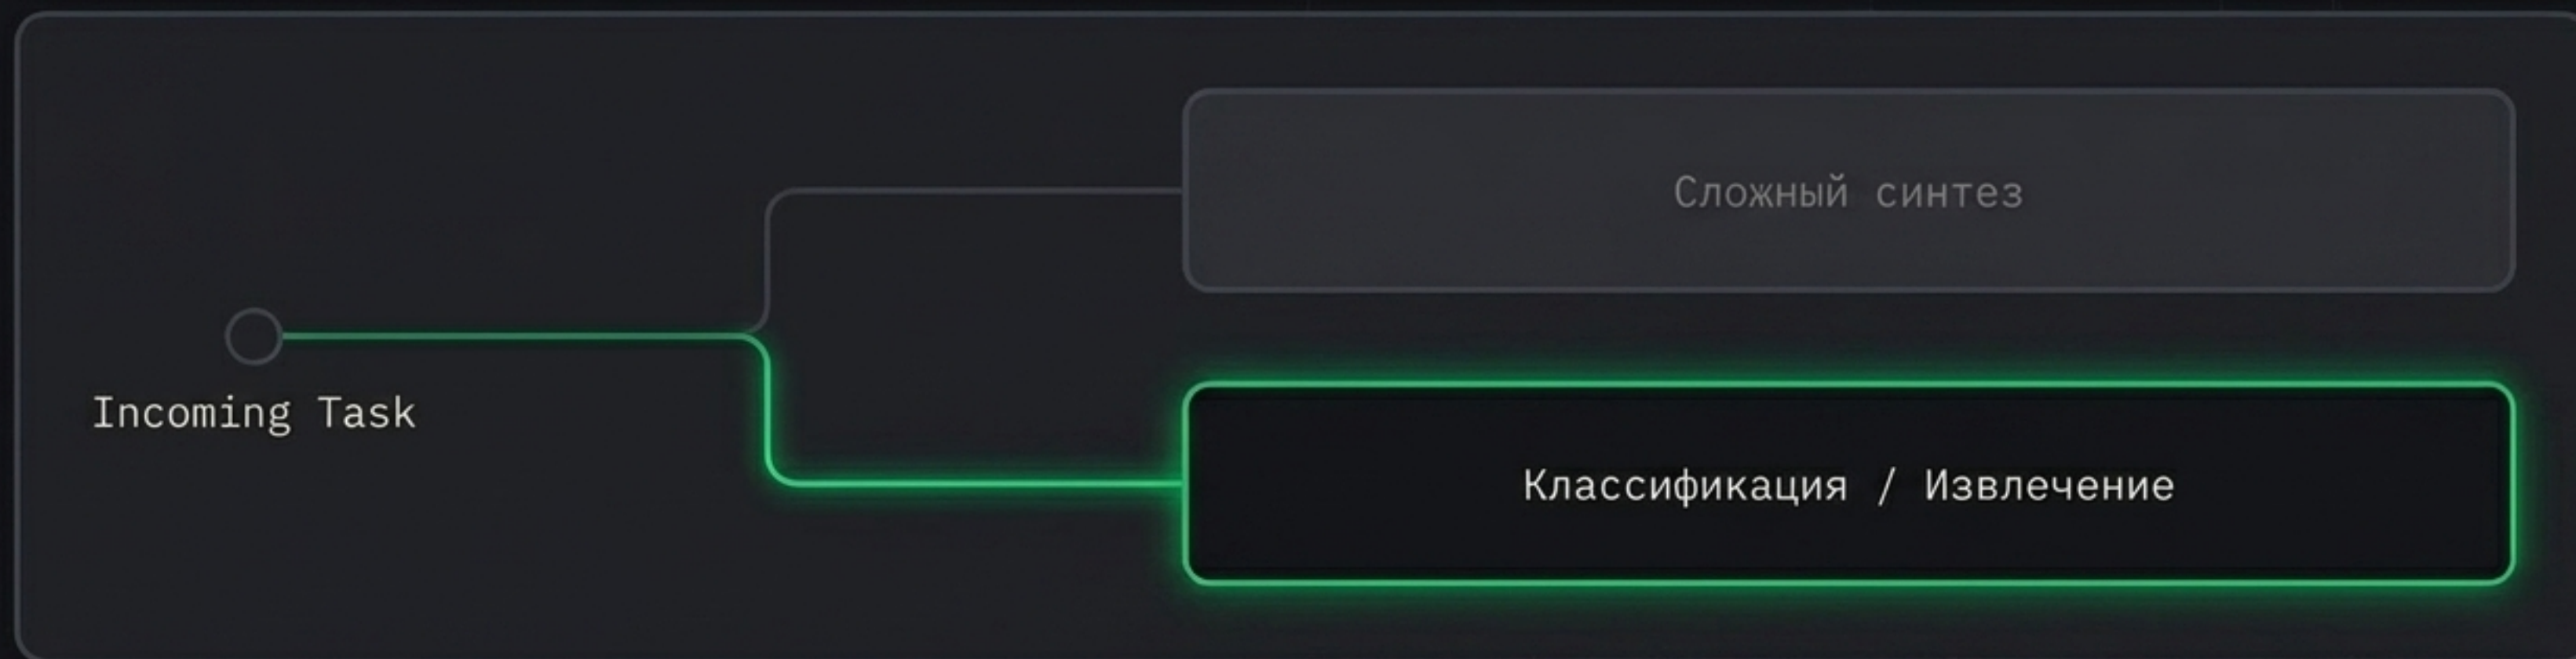 Сложный синтез
Incoming Task
Классификация / Извлечение